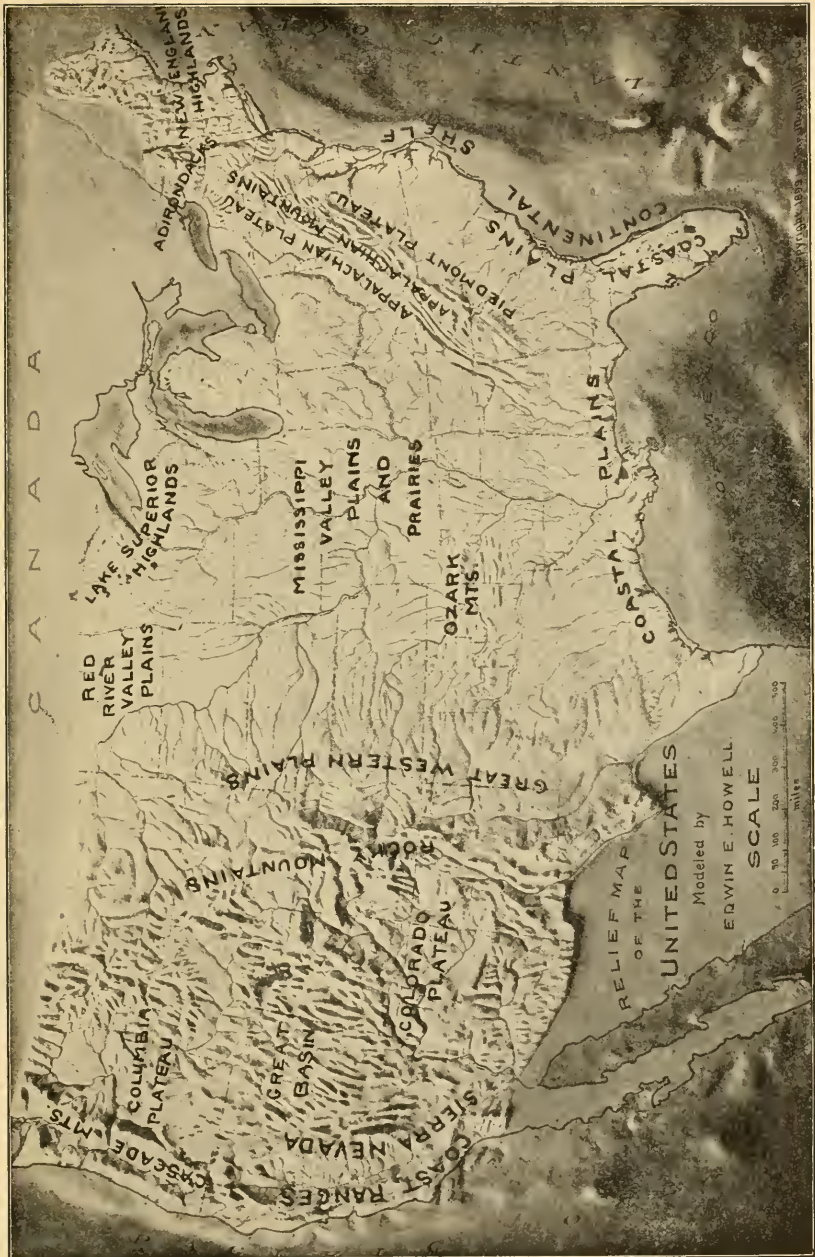 CANADA
ADIRONDACKS
NEW ENGLAN
HIGHLANDS
LAKE SUPERIOR
HIGHLANDS
RED
RIVER
VALLEY
PLAINS
COLUMBIA
PLATEAU
CASCADE MTS.
ROCKY MOUNTAINS
GREAT WESTERN PLAINS
MISSISSIPPI
VALLEY
PLAINS
AND
PRAIRIES
APPALACHIAN PLATEAU
APPALACHIAN MOUNTAINS
PIEDMONT PLATEAU
CONTINENTAL SHELF
COASTAL PLAINS
GREAT
BASIN
COLORADO
PLATEAU
SIERRA NEVADA
COAST RANGES
OZARK
MTS.
COASTAL PLAINS
RELIEF MAP
OF THE
UNITED STATES
Modeled by
EDWIN E. HOWELL.
SCALE
miles